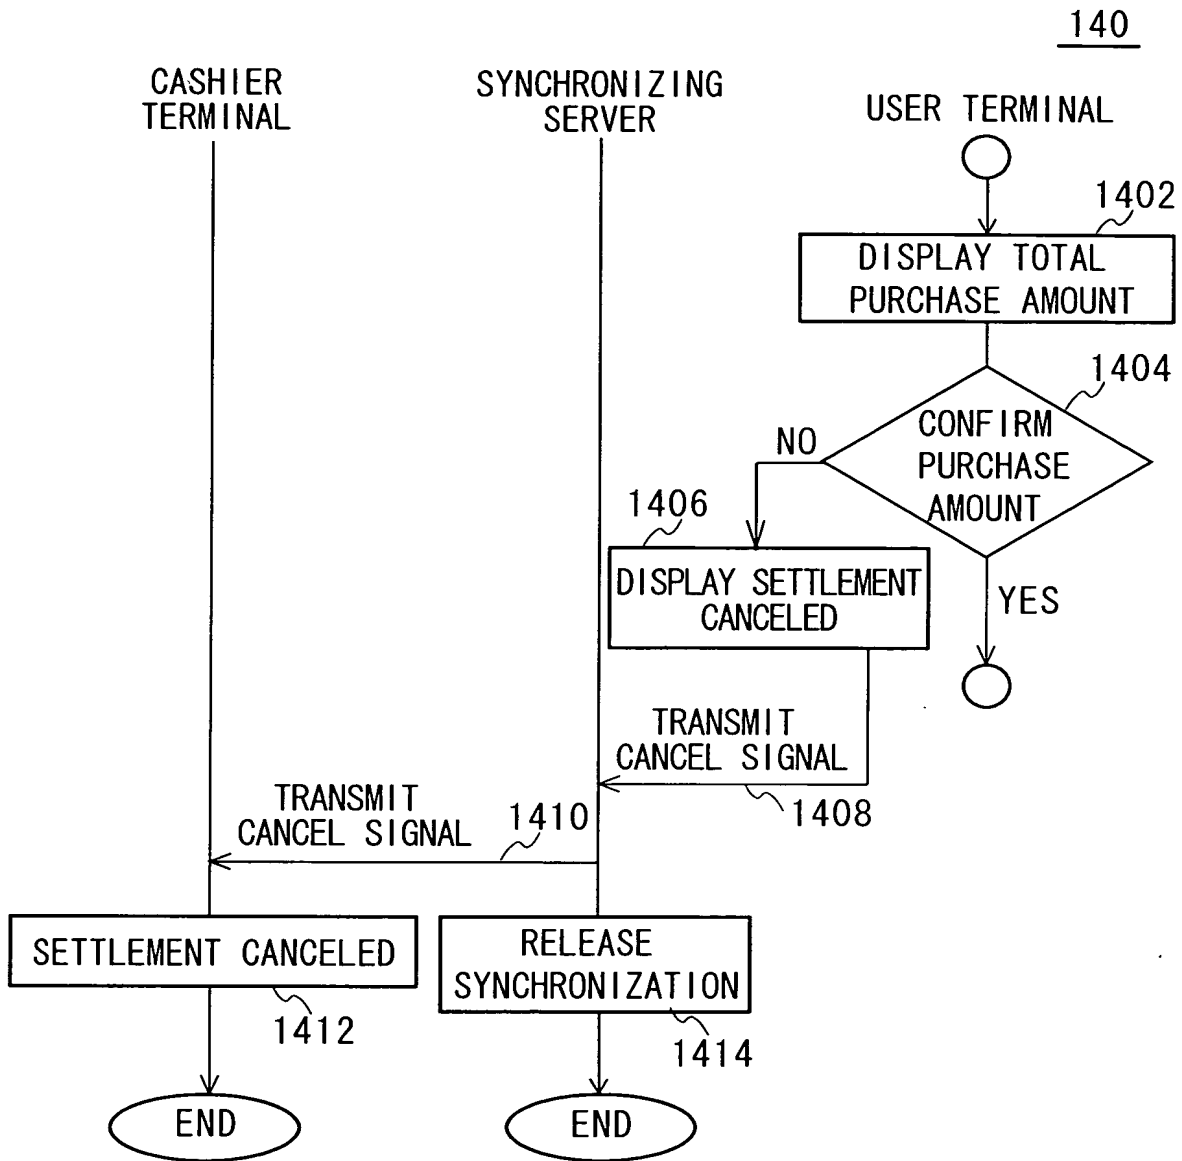 140
CASHIER
TERMINAL
SYNCHRONIZING
SERVER
USER TERMINAL
1402
DISPLAY TOTAL
PURCHASE AMOUNT
1404
CONFIRM
PURCHASE
AMOUNT
NO
YES
1406
DISPLAY SETTLEMENT
CANCELED
TRANSMIT
CANCEL SIGNAL
1408
TRANSMIT
CANCEL SIGNAL
1410
SETTLEMENT CANCELED
1412
RELEASE
SYNCHRONIZATION
1414
END
END